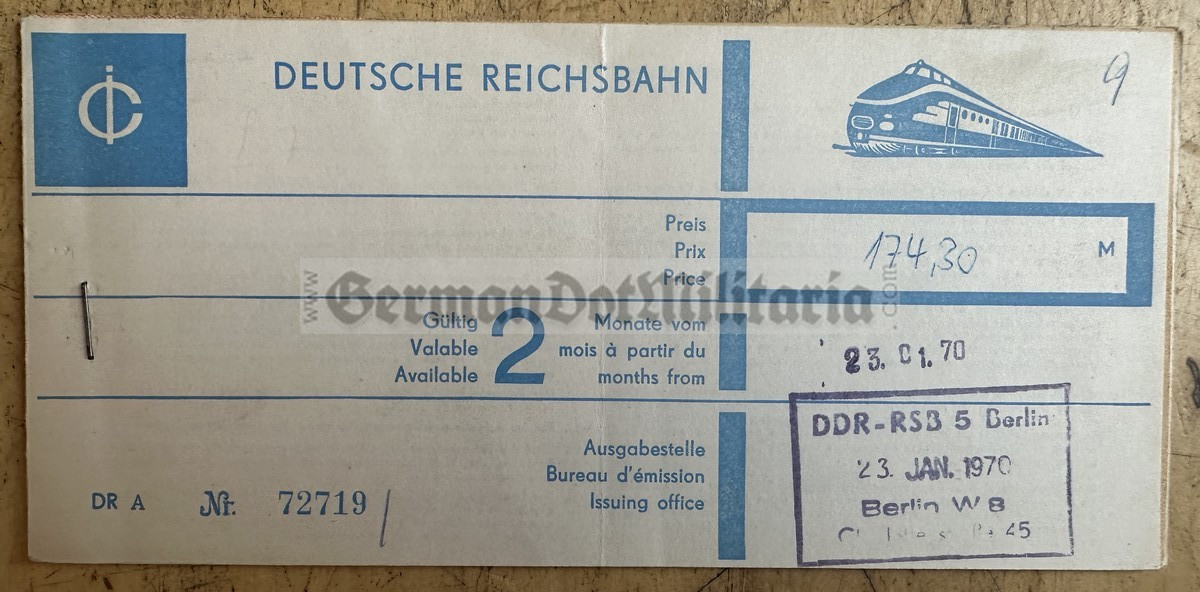 DEUTSCHE REICHSBAHN
9
Preis
Prix
Price
174,30
M
www.GermanDotMilitaria.com
Gültig
Valable
Available
2
Monate vom
mois à partir du
months from
23. 01. 70
DDR-RSB 5 Berlin
23. JAN. 1970
Berlin W 8
45
Ausgabestelle
Bureau d'émission
Issuing office
DR A Nr. 72719